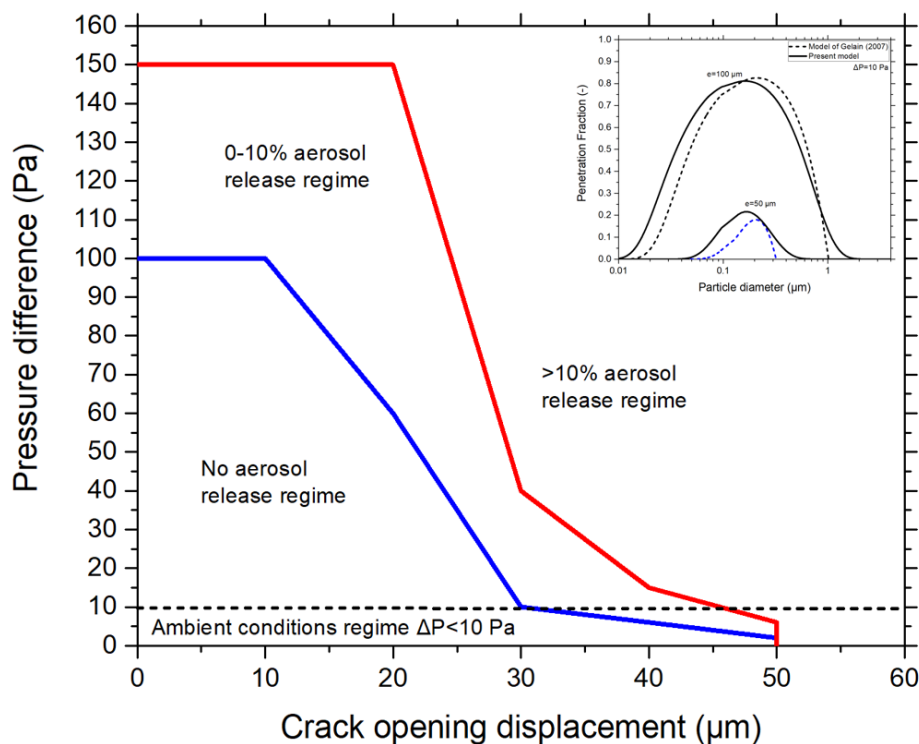 160
150
140
130
120
110
100
90
80
70
60
50
40
30
20
10
0
Pressure difference (Pa)
0-10% aerosol
release regime
No aerosol
release regime
>10% aerosol
release regime
Ambient conditions regime ΔP<10 Pa
0 10 20 30 40 50 60
Crack opening displacement (µm)
1.0
0.9
0.8
0.7
0.6
0.5
0.4
0.3
0.2
0.1
0.0
Penetration Fraction (-)
Model of Gelain (2007)
Present model
ΔP=10 Pa
e=100 µm
e=50 µm
0.01 0.1 1
Particle diameter (µm)